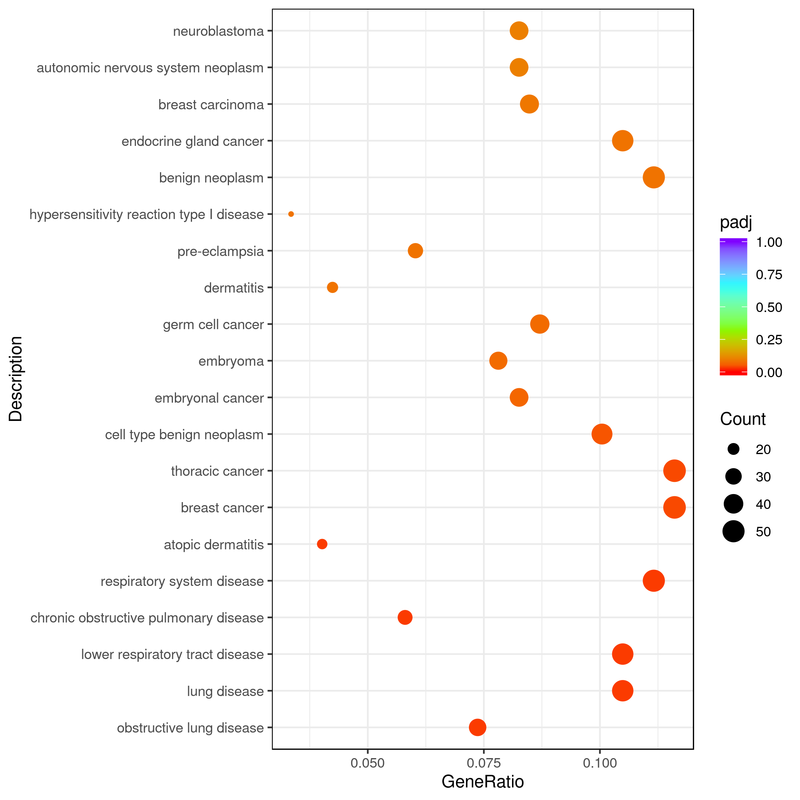 neuroblastoma
autonomic nervous system neoplasm
breast carcinoma
endocrine gland cancer
benign neoplasm
hypersensitivity reaction type I disease
pre-eclampsia
dermatitis
germ cell cancer
embryoma
embryonal cancer
cell type benign neoplasm
thoracic cancer
breast cancer
atopic dermatitis
respiratory system disease
chronic obstructive pulmonary disease
lower respiratory tract disease
lung disease
obstructive lung disease
Description
0.050
0.075
0.100
GeneRatio
padj
1.00
0.75
0.50
0.25
0.00
Count
20
30
40
50